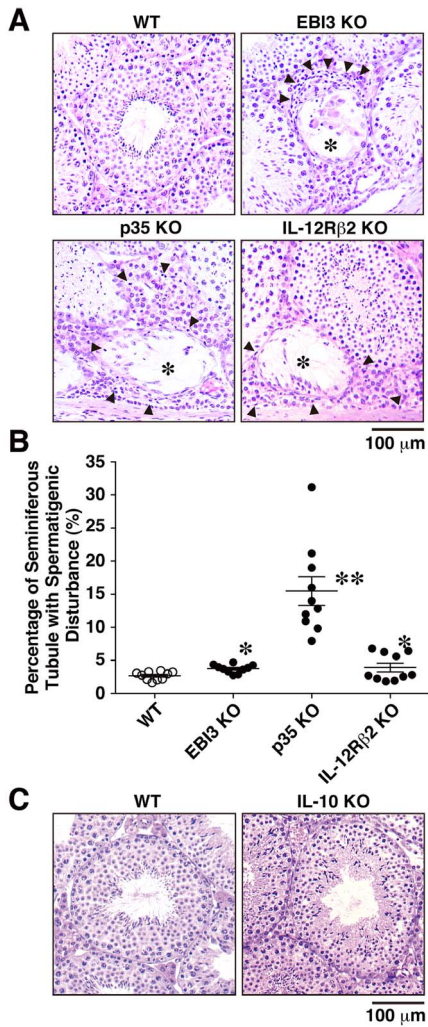 A
WT
EBI3 KO
*
p35 KO
IL-12Rβ2 KO
*
*
100 μm
B
Percentage of Seminiferous
Tubule with Spermatigenic
Disturbance (%)
35
30
25
20
15
10
5
0
*
**
*
WT
EBI3 KO
p35 KO
IL-12Rβ2 KO
C
WT
IL-10 KO
100 μm